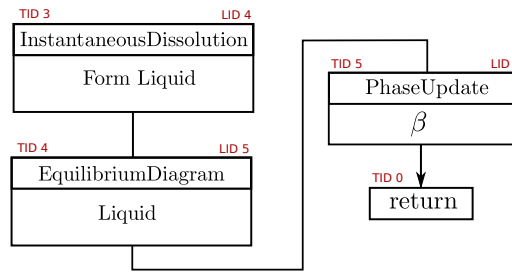 TID 3 LID 4
InstantaneousDissolution
Form Liquid
TID 4 LID 5
EquilibriumDiagram
Liquid
TID 5 LID
PhaseUpdate
β
TID 0
return